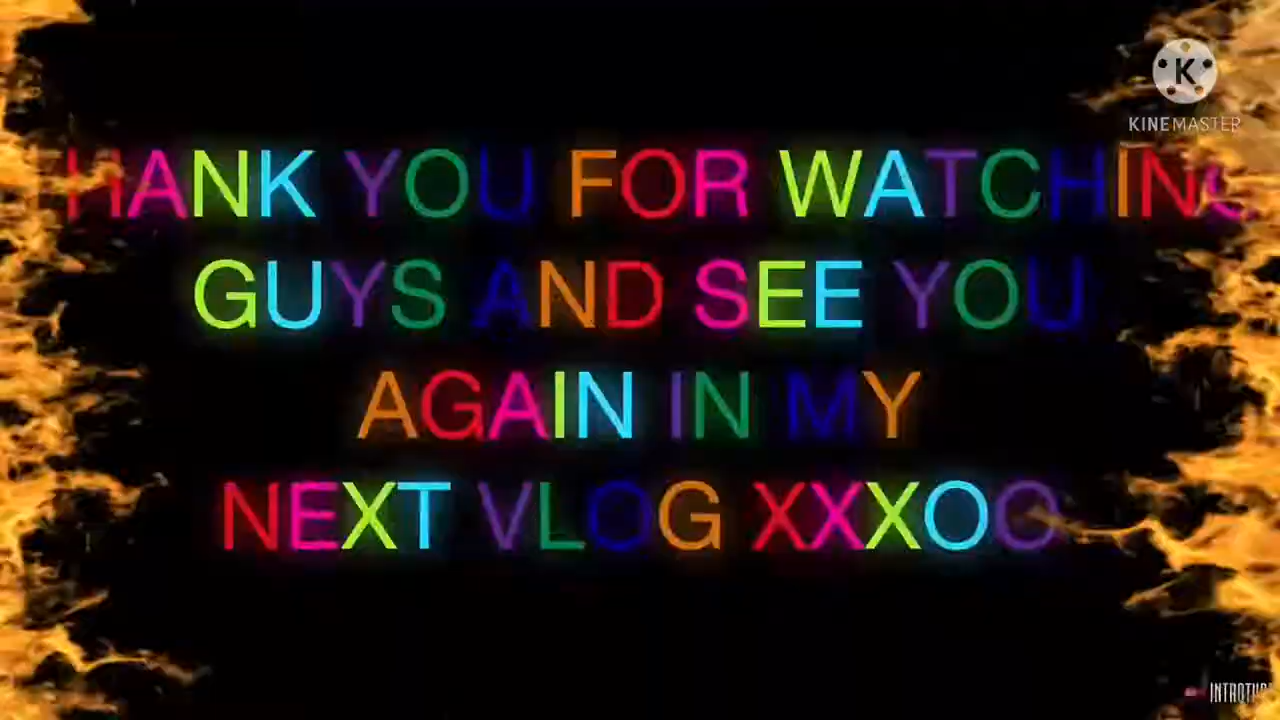 HANK YOU FOR WATCHING
GUYS AND SEE YOU
AGAIN IN MY
NEXT VLOG XXXOO
KINEMASTER